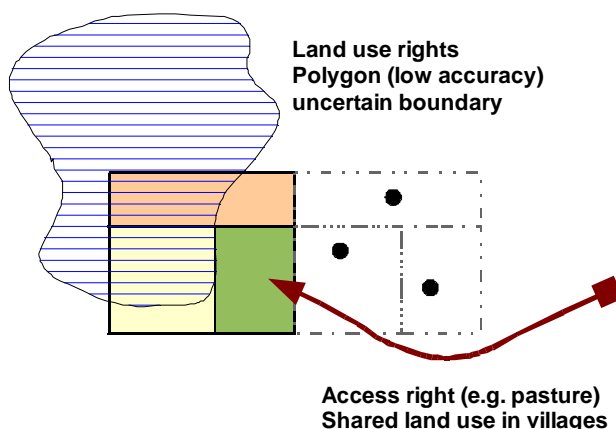 Land use rights
Polygon (low accuracy)
uncertain boundary
Access right (e.g. pasture)
Shared land use in villages